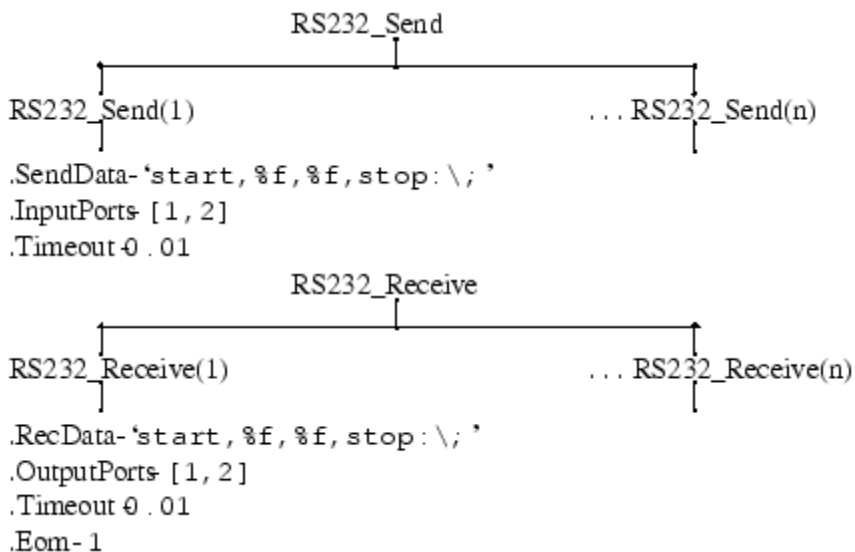 RS232_Send
RS232_Send(1) ... RS232_Send(n)
.SendData-‘start,%f,%f,stop:\;’
.InputPorts-[1,2]
.Timeout-0.01
RS232_Receive
RS232_Receive(1) ... RS232_Receive(n)
.RecData-‘start,%f,%f,stop:\;’
.OutputPorts-[1,2]
.Timeout-0.01
.Eom-1